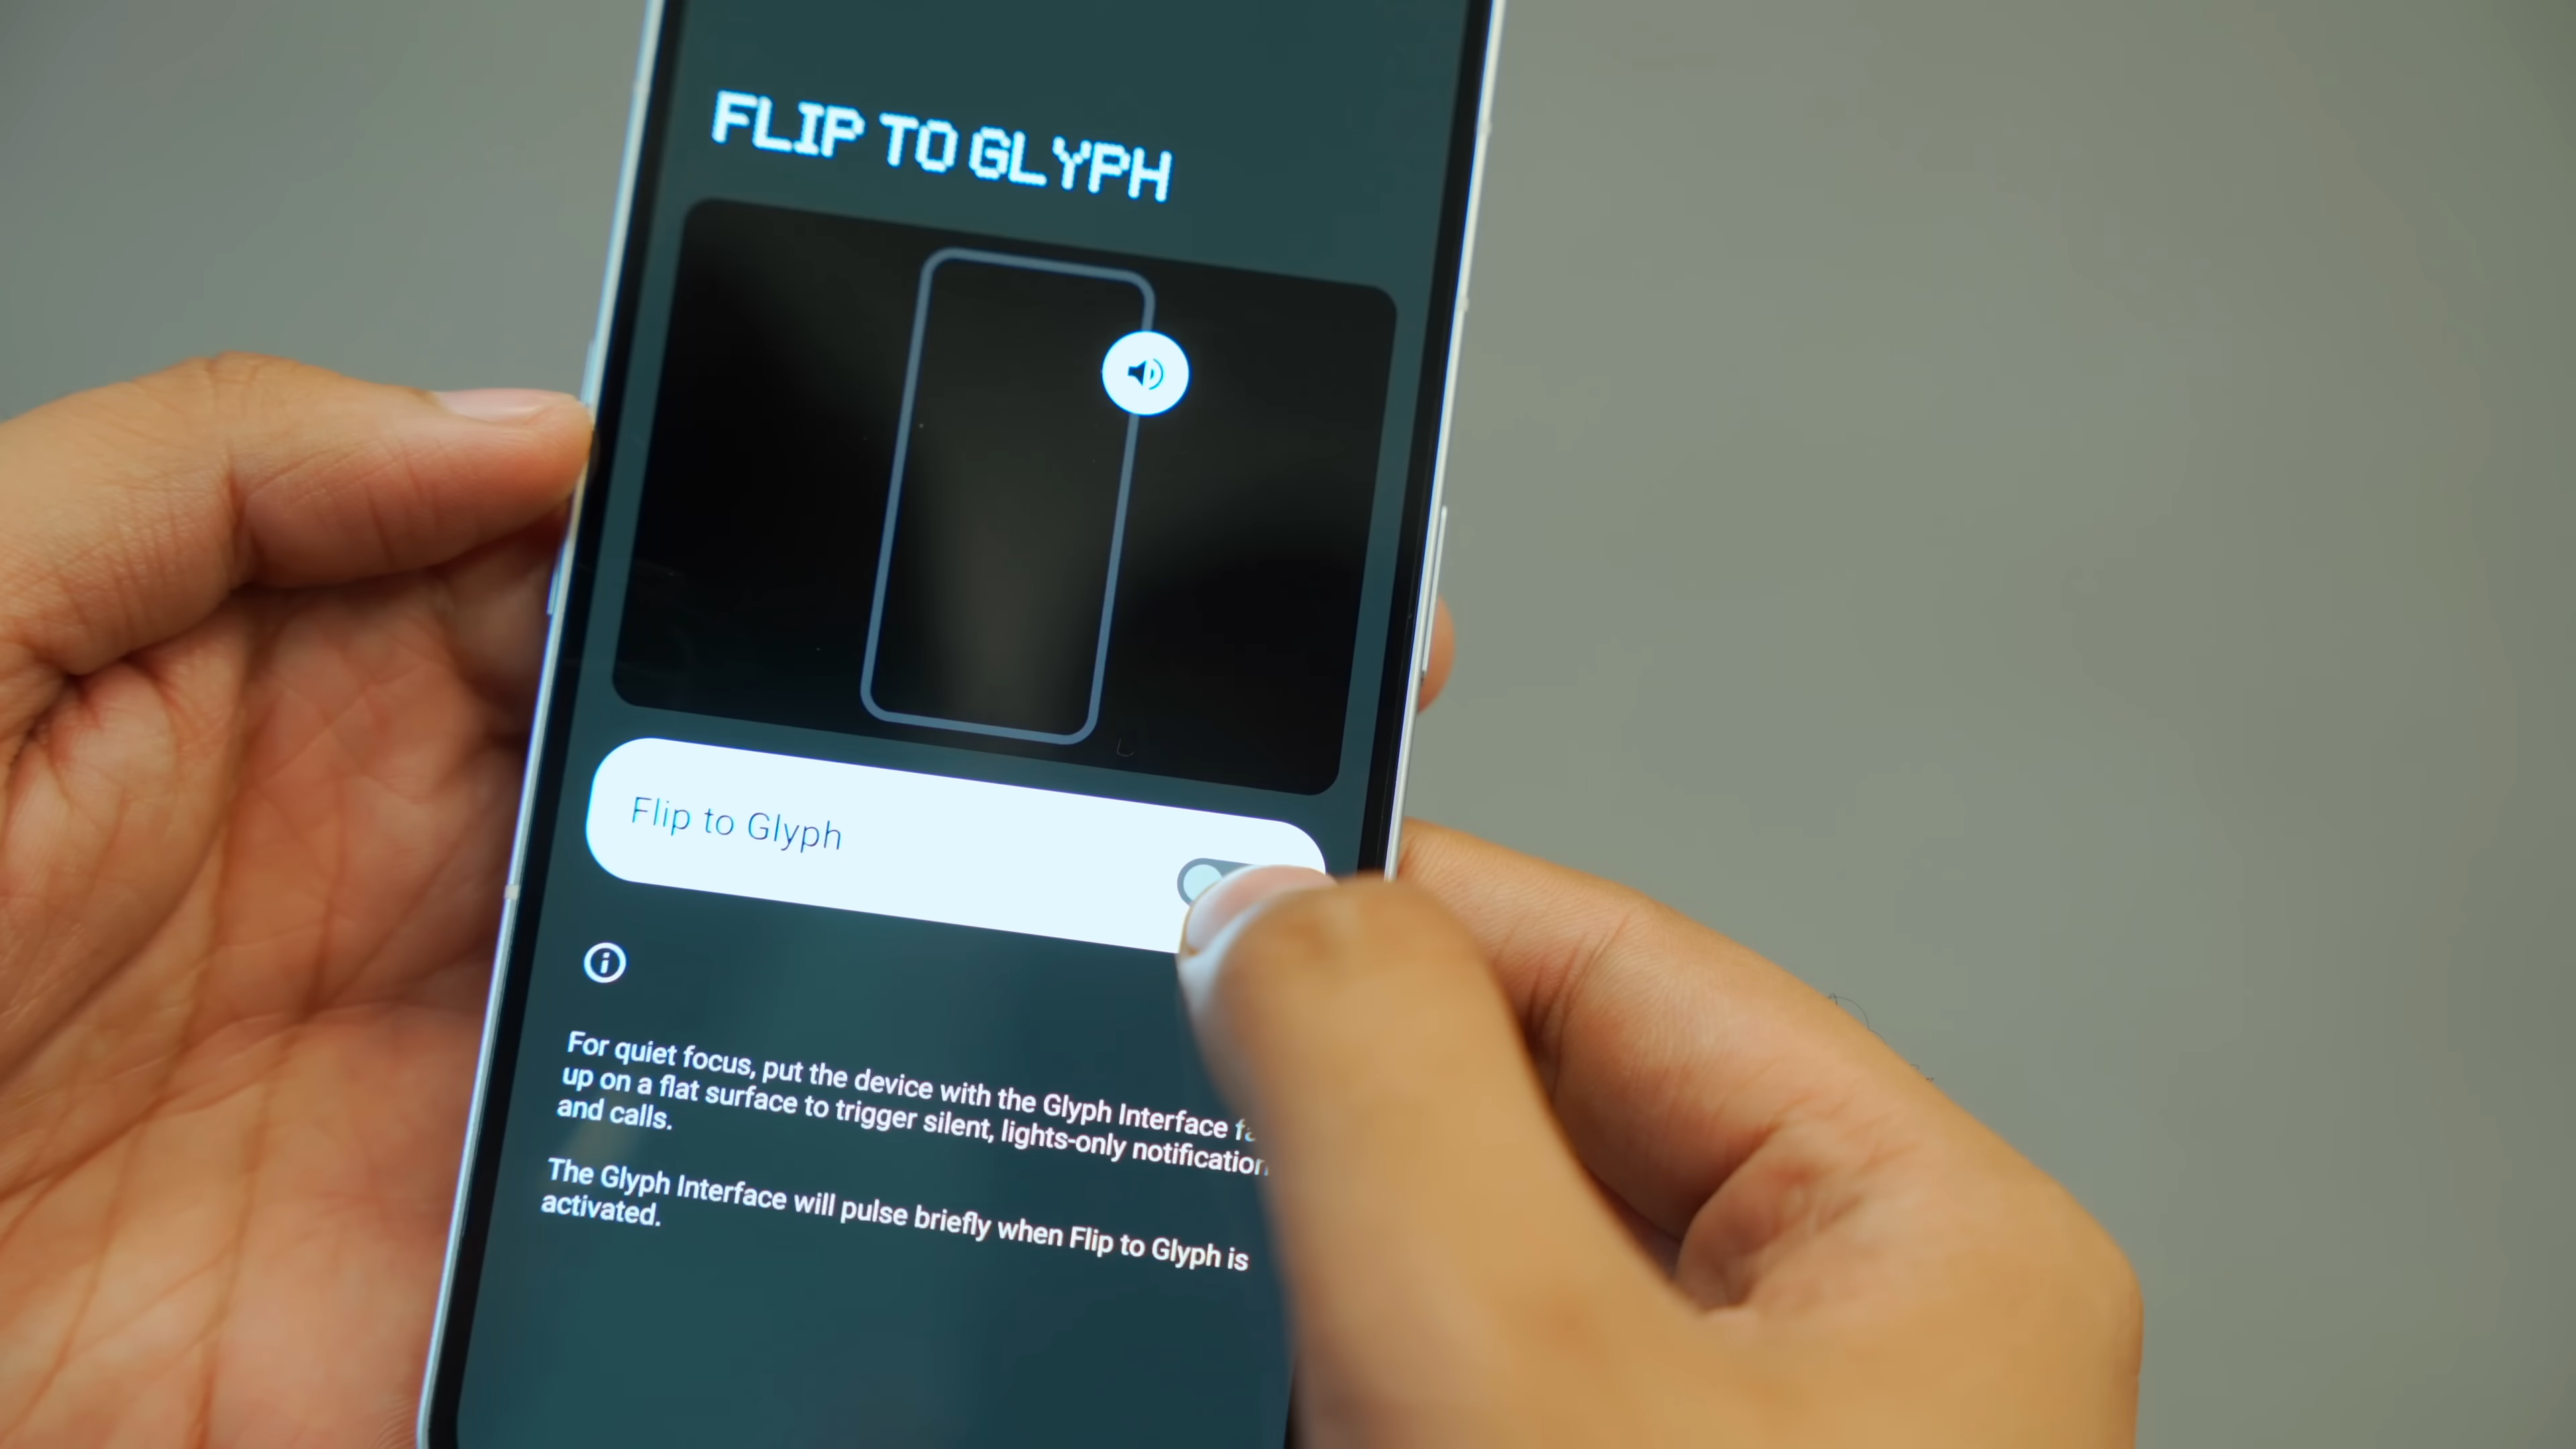 FLIP TO GLYPH
Flip to Glyph
For quiet focus, put the device with the Glyph Interface
up on a flat surface to trigger silent, lights-only notification
and calls.
The Glyph Interface will pulse briefly when Flip to Glyph is
activated.